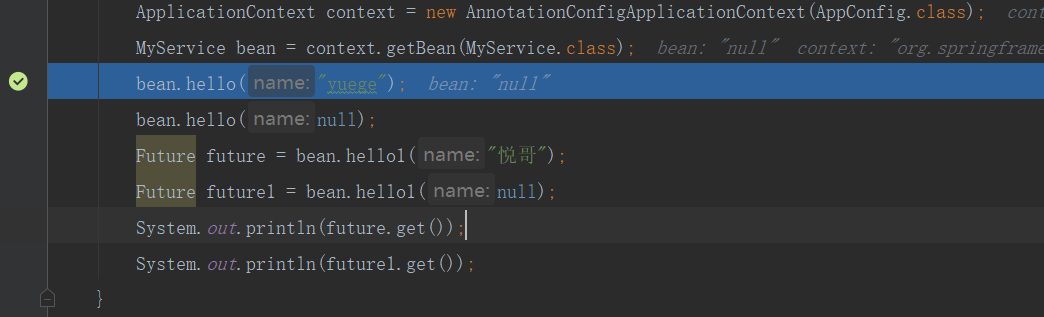 ApplicationContext context = new AnnotationConfigApplicationContext(AppConfig.class);  cont
MyService bean = context.getBean(MyService.class);  bean: "null"  context: "org.springframe
bean.hello( name: "yuege");  bean: "null"
bean.hello( name: null);
Future future = bean.hello1( name: "悦哥");
Future future1 = bean.hello1( name: null);
System.out.println(future.get());
System.out.println(future1.get());
}